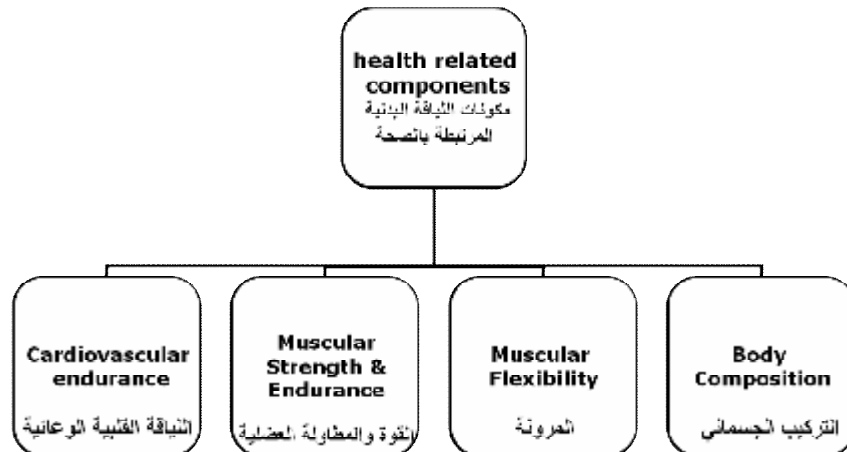 health related
components
مكونات اللياقة البدنية
المرتبطة بالصحة
Cardiovascular
endurance
اللياقة القلبية الوعائية
Muscular
Strength &
Endurance
القوة والمطاولة العضلية
Muscular
Flexibility
المرونة
Body
Composition
التركيب الجسماني